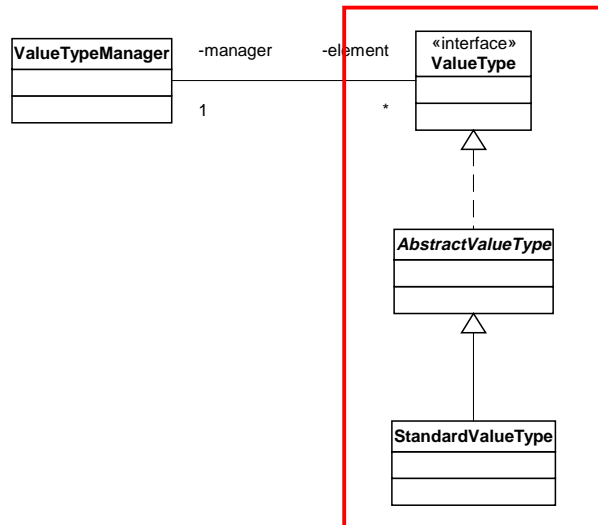 «interface»
ValueTypeManager -manager -element ValueType
1 *
AbstractValueType
StandardValueType